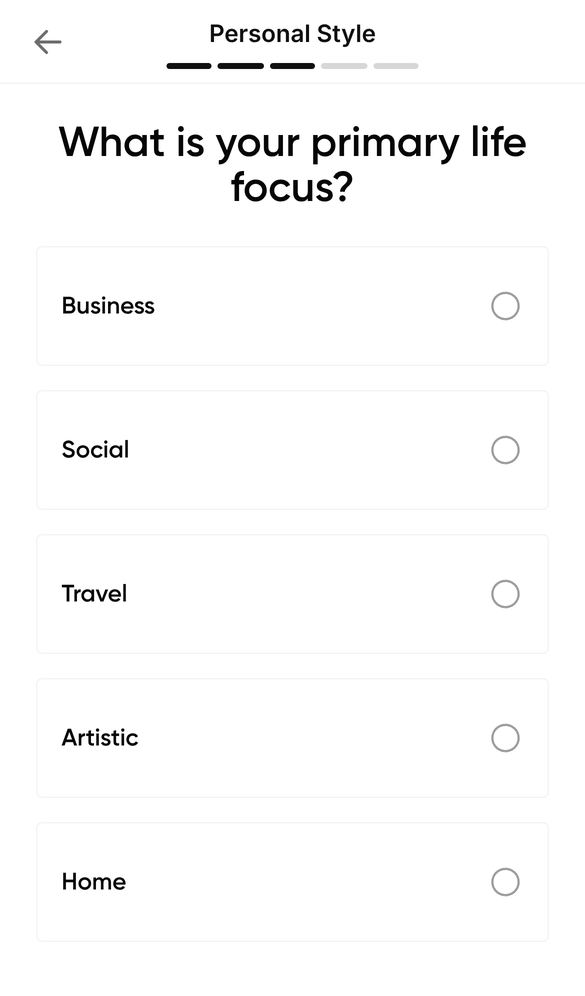 Personal Style
What is your primary life
focus?
Business
Social
Travel
Artistic
Home